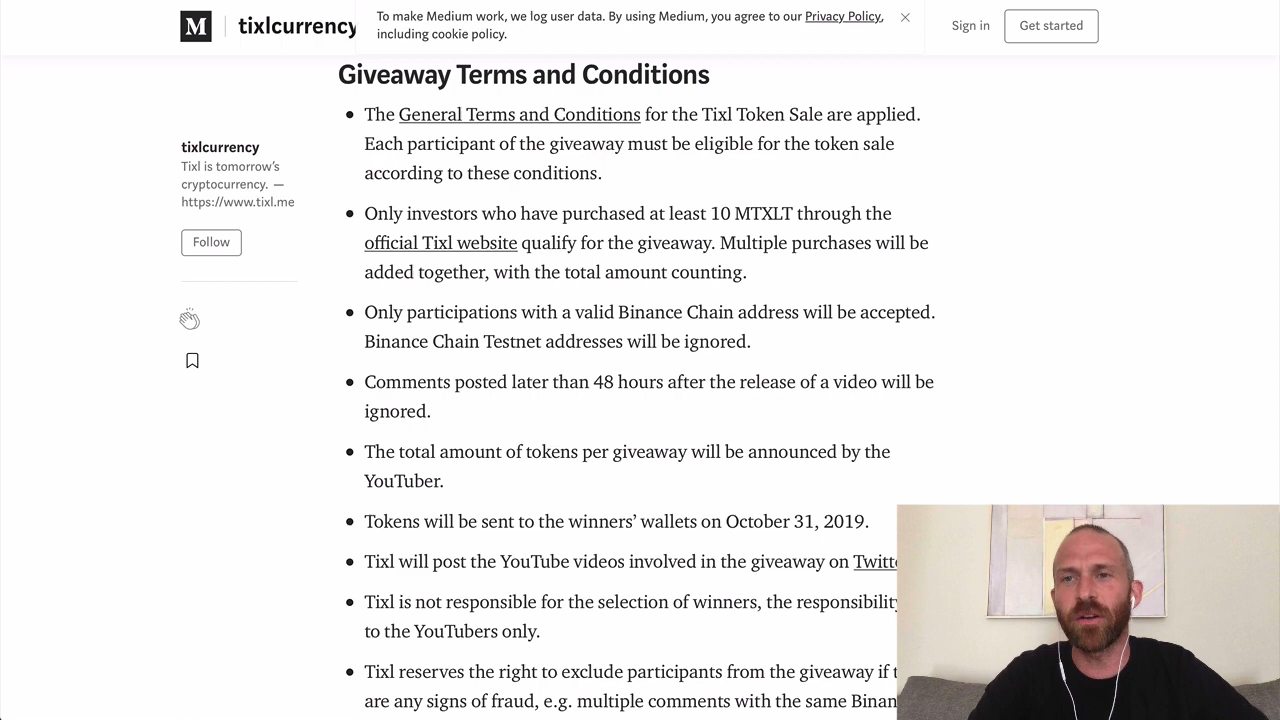 M
tixlcurrency
To make Medium work, we log user data. By using Medium, you agree to our Privacy Policy,
including cookie policy.
Sign in
Get started
Giveaway Terms and Conditions
tixlcurrency
Tixl is tomorrow's
cryptocurrency. —
https://www.tixl.me
Follow
The General Terms and Conditions for the Tixl Token Sale are applied.
Each participant of the giveaway must be eligible for the token sale
according to these conditions.
Only investors who have purchased at least 10 MTXLT through the
official Tixl website qualify for the giveaway. Multiple purchases will be
added together, with the total amount counting.
Only participations with a valid Binance Chain address will be accepted.
Binance Chain Testnet addresses will be ignored.
Comments posted later than 48 hours after the release of a video will be
ignored.
The total amount of tokens per giveaway will be announced by the
YouTuber.
Tokens will be sent to the winners' wallets on October 31, 2019.
Tixl will post the YouTube videos involved in the giveaway on
Tixl is not responsible for the selection of winners, the responsibility
to the YouTubers only.
Tixl reserves the right to exclude participants from the giveaway if
are any signs of fraud, e.g. multiple comments with the same